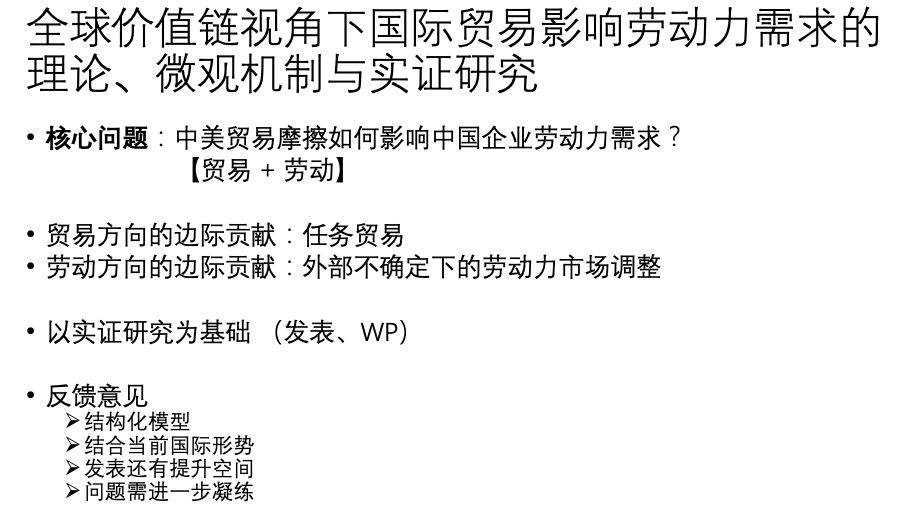 全球价值链视角下国际贸易影响劳动力需求的
理论、微观机制与实证研究
• 核心问题：中美贸易摩擦如何影响中国企业劳动力需求？
【贸易 + 劳动】
• 贸易方向的边际贡献：任务贸易
• 劳动方向的边际贡献：外部不确定下的劳动力市场调整
• 以实证研究为基础 （发表、WP）
• 反馈意见
➢ 结构化模型
➢ 结合当前国际形势
➢ 发表还有提升空间
➢ 问题需进一步凝练